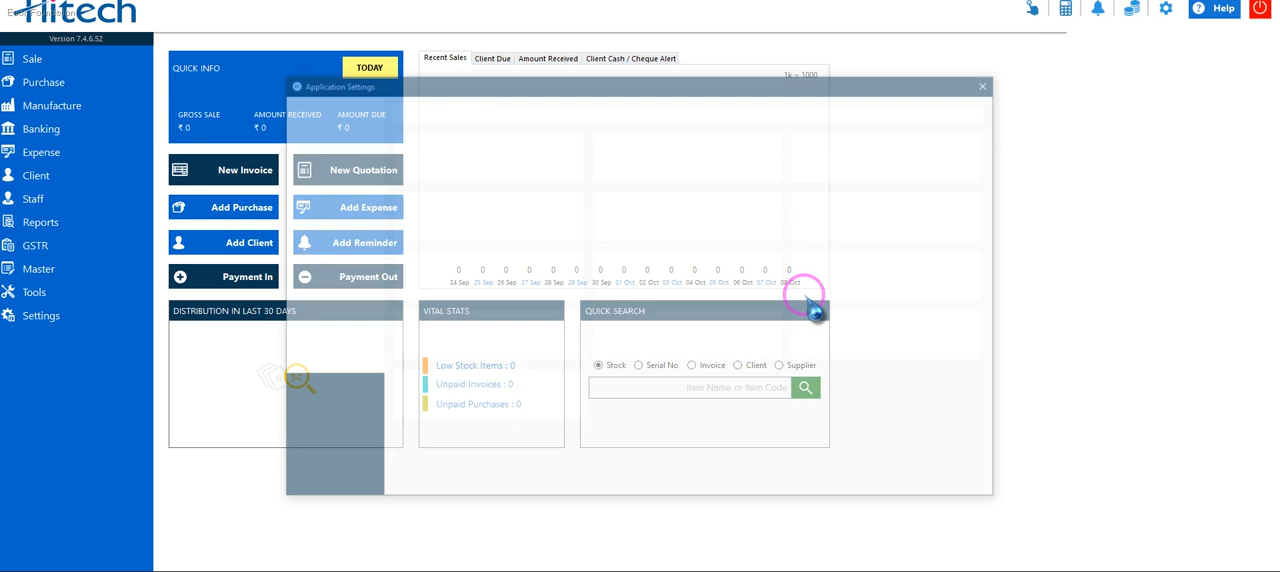 Hitech
Help
Version 7.4.6.52
Sale
Purchase
Manufacture
Banking
Expense
Client
Staff
Reports
GSTR
Master
Tools
Settings
QUICK INFO
TODAY
GROSS SALE AMOUNT RECEIVED AMOUNT DUE
₹ 0 ₹ 0 ₹ 0
New Invoice New Quotation
Add Purchase Add Expense
Add Client Add Reminder
Payment In Payment Out
Recent Sales Client Due Amount Received Client Cash / Cheque Alert
1k = 1000
Application Settings
0 0 0 0 0 0 0 0 0 0 0 0 0 0 0
24 Sep 25 Sep 26 Sep 27 Sep 28 Sep 29 Sep 30 Sep 01 Oct 02 Oct 03 Oct 04 Oct 05 Oct 06 Oct 07 Oct 08 Oct
DISTRIBUTION IN LAST 30 DAYS
VITAL STATS
Low Stock Items : 0
Unpaid Invoices : 0
Unpaid Purchases : 0
QUICK SEARCH
Stock Serial No Invoice Client Supplier
Item Name or Item Code